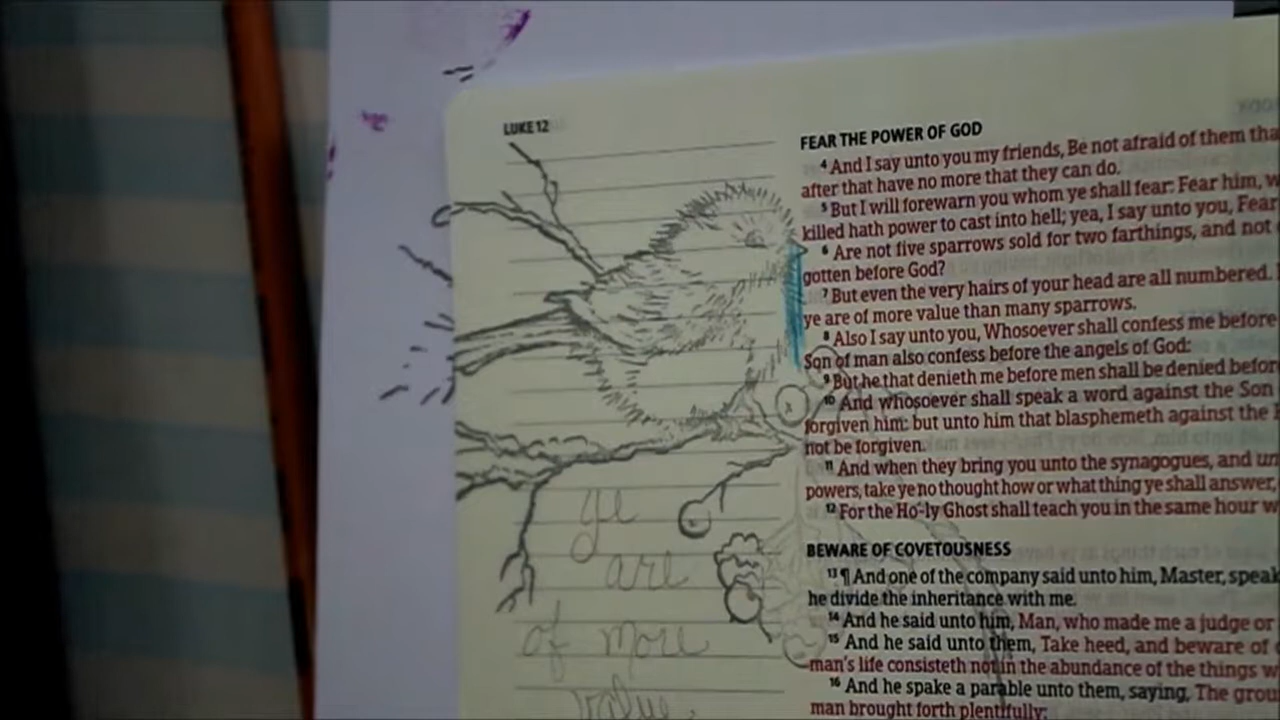 LUKE 12
FEAR THE POWER OF GOD
4 And I say unto you my friends, Be not afraid of them
after that have no more that they can do.
5 But I will forewarn you whom ye shall fear: Fear him,
killed hath power to cast into hell; yea, I say unto you, Fear
6 Are not five sparrows sold for two farthings, and not
gotten before God?
7 But even the very hairs of your head are all numbered.
ye are of more value than many sparrows.
8 Also I say unto you, Whosoever shall confess me before
Son of man also confess before the angels of God:
9 But he that denieth me before men shall be denied
10 And whosoever shall speak a word against the Son
forgiven him: but unto him that blasphemeth against the
not be forgiven.
11 And when they bring you unto the synagogues, and
powers, take ye no thought how or what thing ye shall answer,
12 For the Ho-ly Ghost shall teach you in the same hour
BEWARE OF COVETOUSNESS
13 ¶ And one of the company said unto him, Master, speak
he divide the inheritance with me.
14 And he said unto him, Man, who made me a judge or
15 And he said unto them, Take heed, and beware of
man's life consisteth not in the abundance of the things
16 And he spake a parable unto them, saying, The
man brought forth plentifully:
ye
are
of more
value